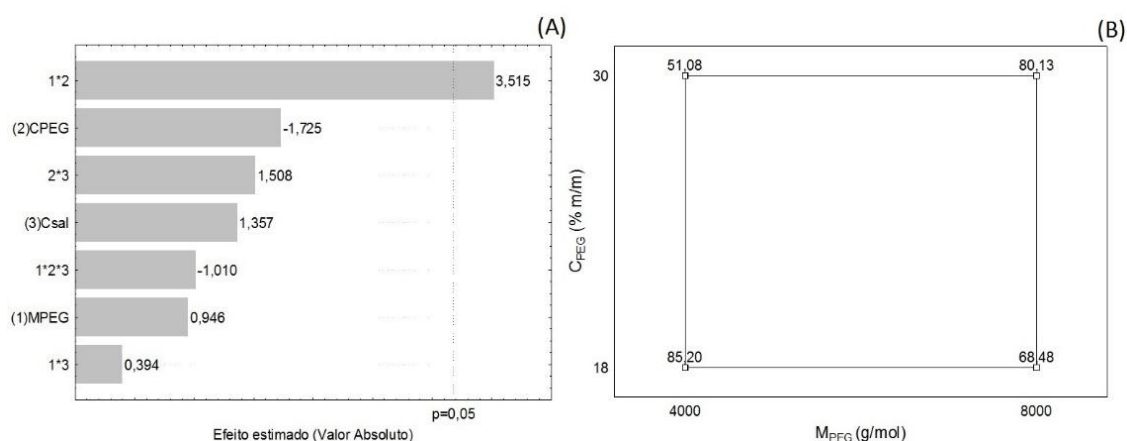 (A)
1*2
3,515
(2)CPEG
-1,725
2*3
1,508
(3)Csal
1,357
1*2*3
-1,010
(1)MPEG
0,946
1*3
0,394
p=0,05
Efeito estimado (Valor Absoluto)
(B)
51,08
80,13
30
C_PEG (% m/m)
85,20
68,48
18
4000
8000
M_PEG (g/mol)